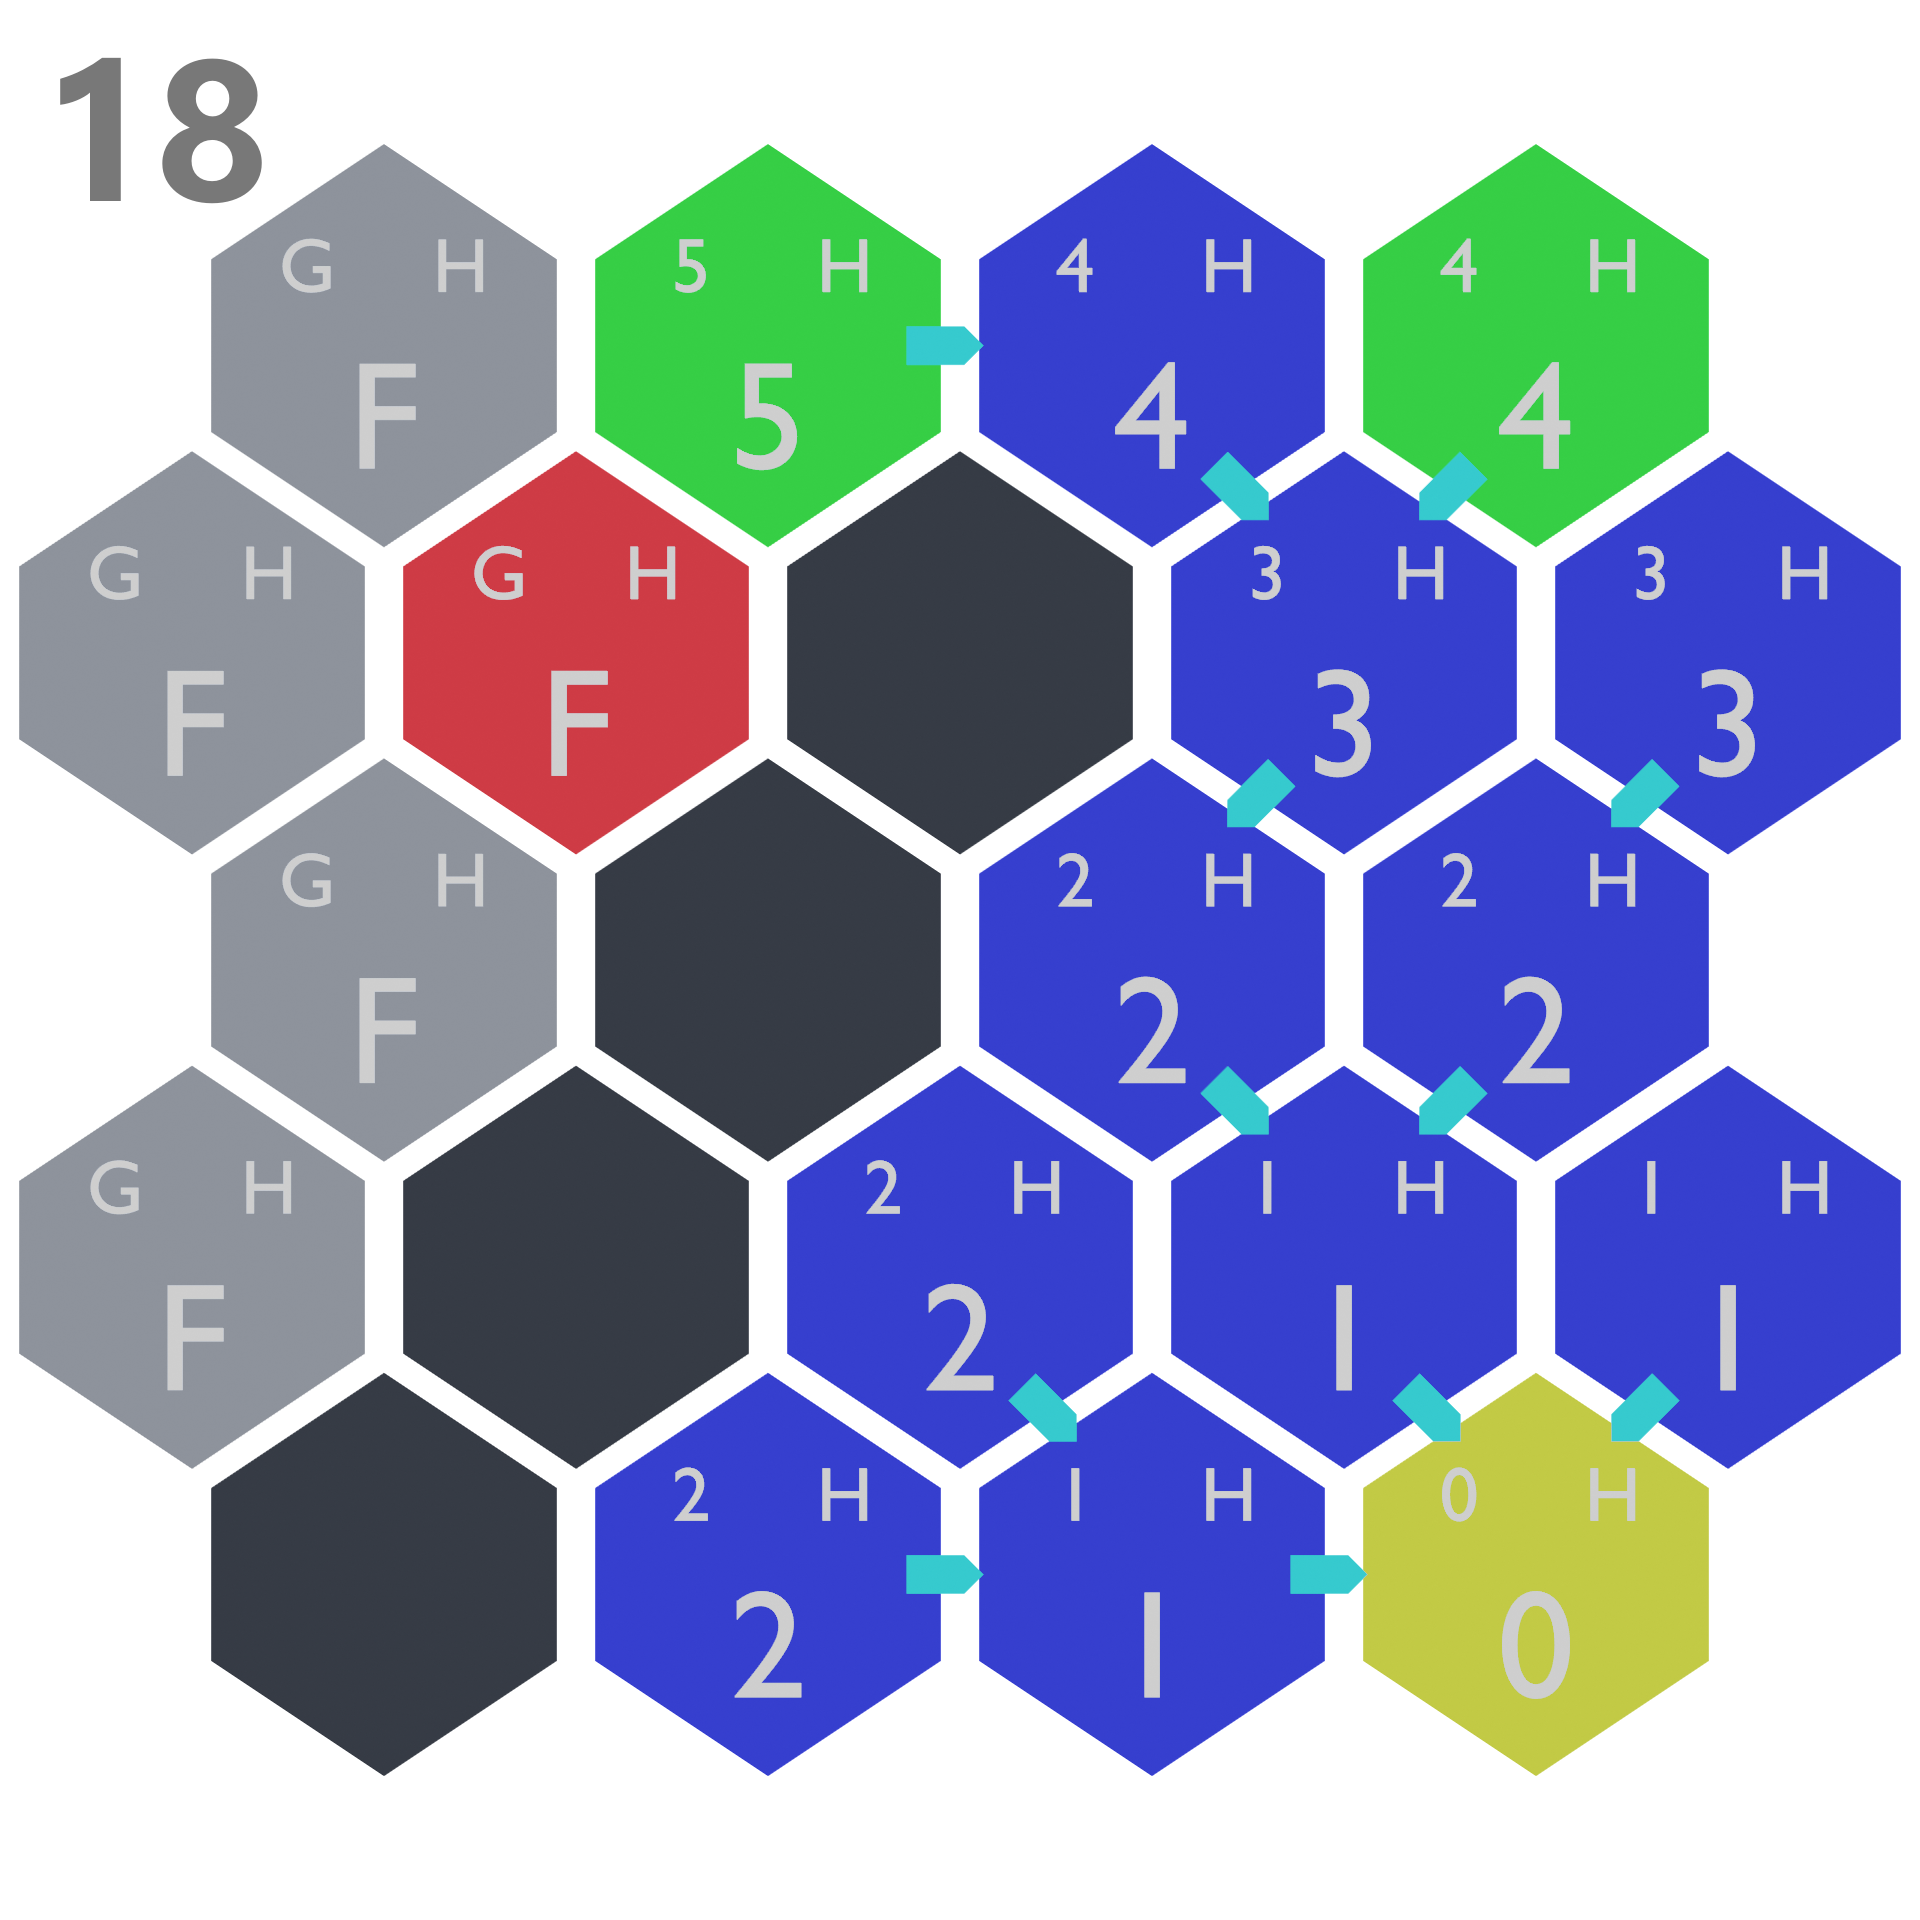 18
G H 5 H 4 H 4 H
F 5 4 4
G H G H 3 H 3 H
F F 3 3
G H 2 H 2 H
F 2 2
G H 2 H 1 H 1 H
F 2 1 1
2 H 1 H 0 H
2 1 0